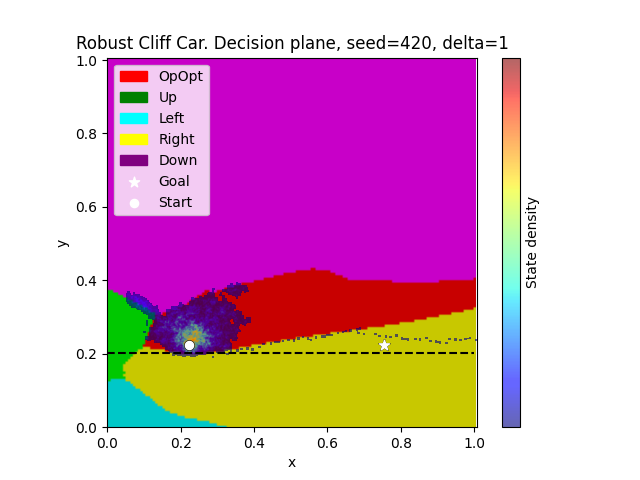 Robust Cliff Car. Decision plane, seed=420, delta=1
OpOpt
Up
Left
Right
Down
Goal
Start
1.0
0.8
0.6
0.4
0.2
0.0
y
0.0 0.2 0.4 0.6 0.8 1.0
x
State density